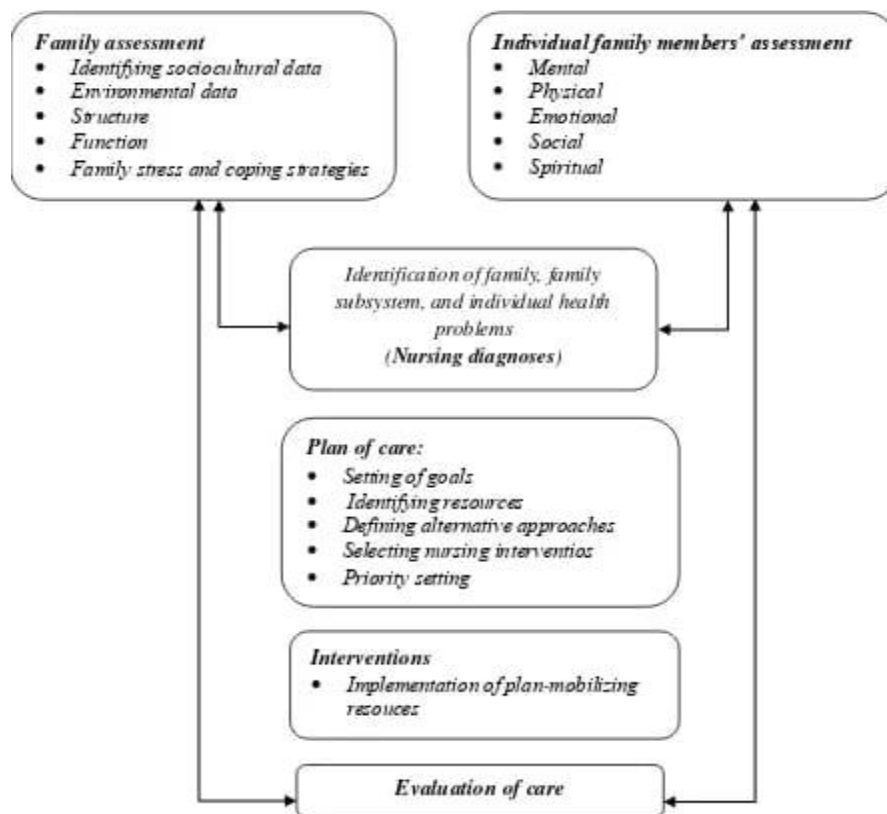 Family assessment
• Identifying sociocultural data
• Environmental data
• Structure
• Function
• Family stress and coping strategies
Individual family members' assessment
• Mental
• Physical
• Emotional
• Social
• Spiritual
Identification of family, family
subsystem, and individual health
problems
(Nursing diagnoses)
Plan of care:
• Setting of goals
• Identifying resources
• Defining alternative approaches
• Selecting nursing interventios
• Priority setting
Interventions
• Implementation of plan-mobilizing
resouces
Evaluation of care